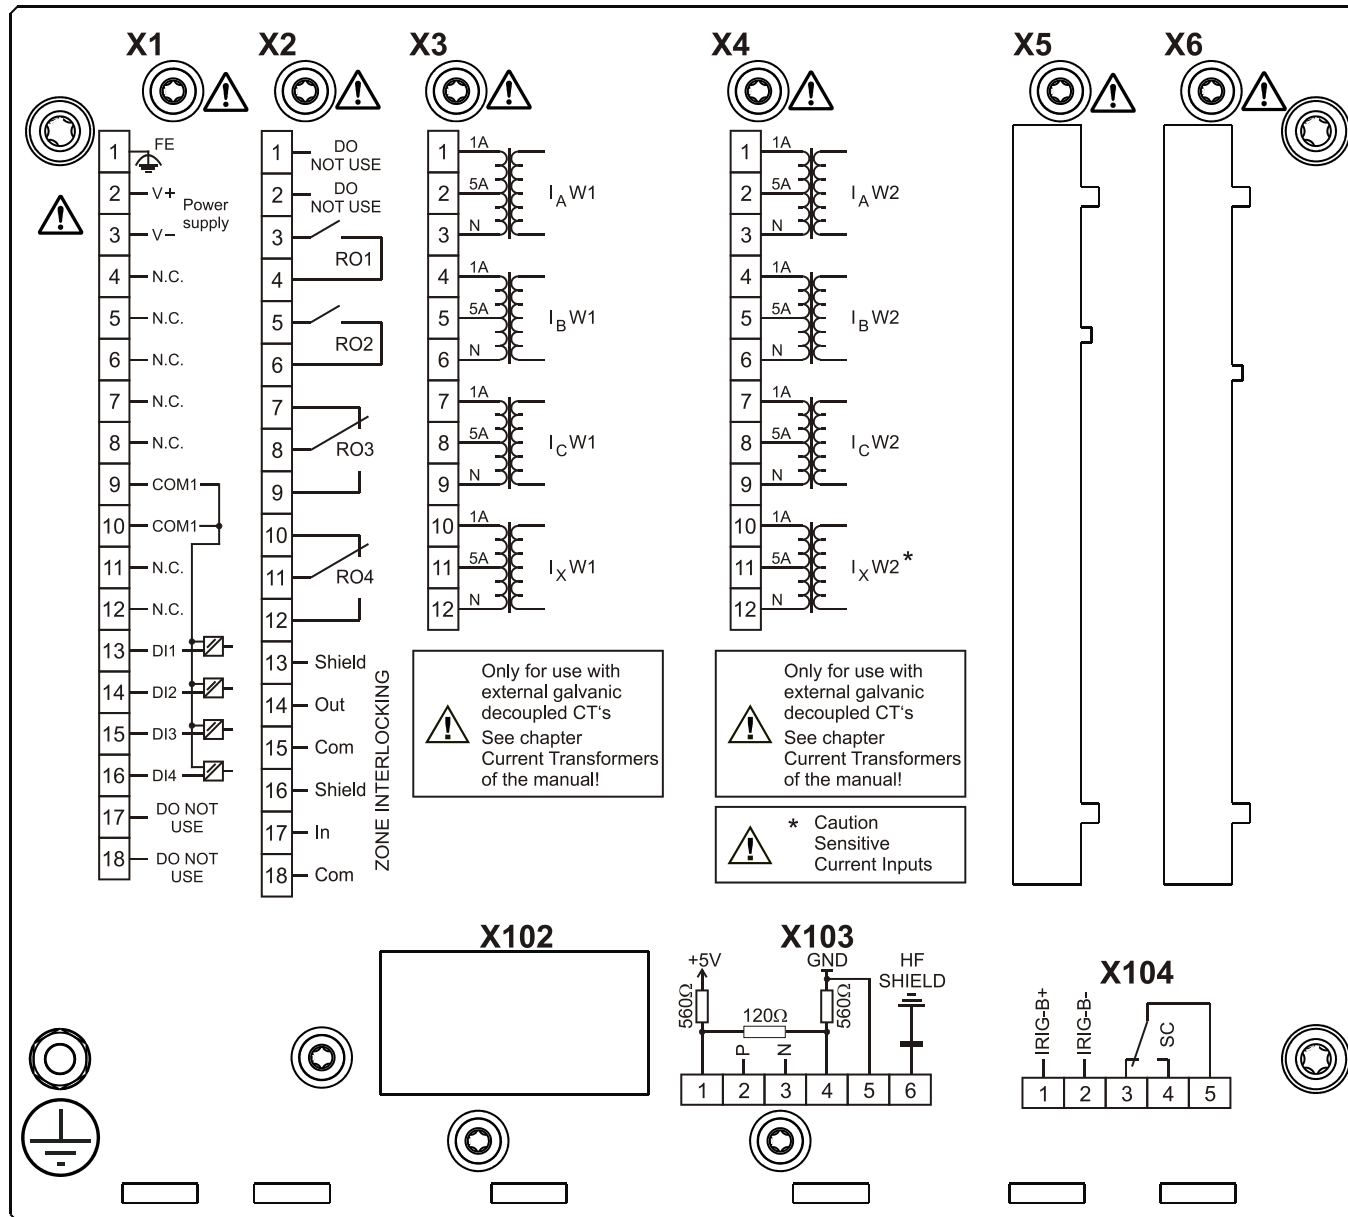 X1
X2
X3
X4
X5
X6
1
FE
2
V+
Power
supply
3
V−
4
N.C.
5
N.C.
6
N.C.
7
N.C.
8
N.C.
9
COM1
10
COM1
11
N.C.
12
N.C.
13
DI1
14
DI2
15
DI3
16
DI4
17
DO NOT
USE
18
DO NOT
USE
1
DO
NOT USE
2
DO
NOT USE
3
RO1
4
5
RO2
6
7
8
RO3
9
10
11
RO4
12
13
Shield
14
Out
15
Com
16
Shield
17
In
18
Com
ZONE INTERLOCKING
1
1A
2
5A
IA W1
3
N
4
1A
5
5A
IB W1
6
N
7
1A
8
5A
IC W1
9
N
10
1A
11
5A
IX W1
12
N
Only for use with
external galvanic
decoupled CT‘s
See chapter
Current Transformers
of the manual!
1
1A
2
5A
IA W2
3
N
4
1A
5
5A
IB W2
6
N
7
1A
8
5A
IC W2
9
N
10
1A
11
5A
IX W2 *
12
N
Only for use with
external galvanic
decoupled CT‘s
See chapter
Current Transformers
of the manual!
* Caution
Sensitive
Current Inputs
X102
X103
+5V
GND
HF
SHIELD
560Ω
120Ω
560Ω
P
N
1
2
3
4
5
6
X104
IRIG-B+
IRIG-B-
SC
1
2
3
4
5